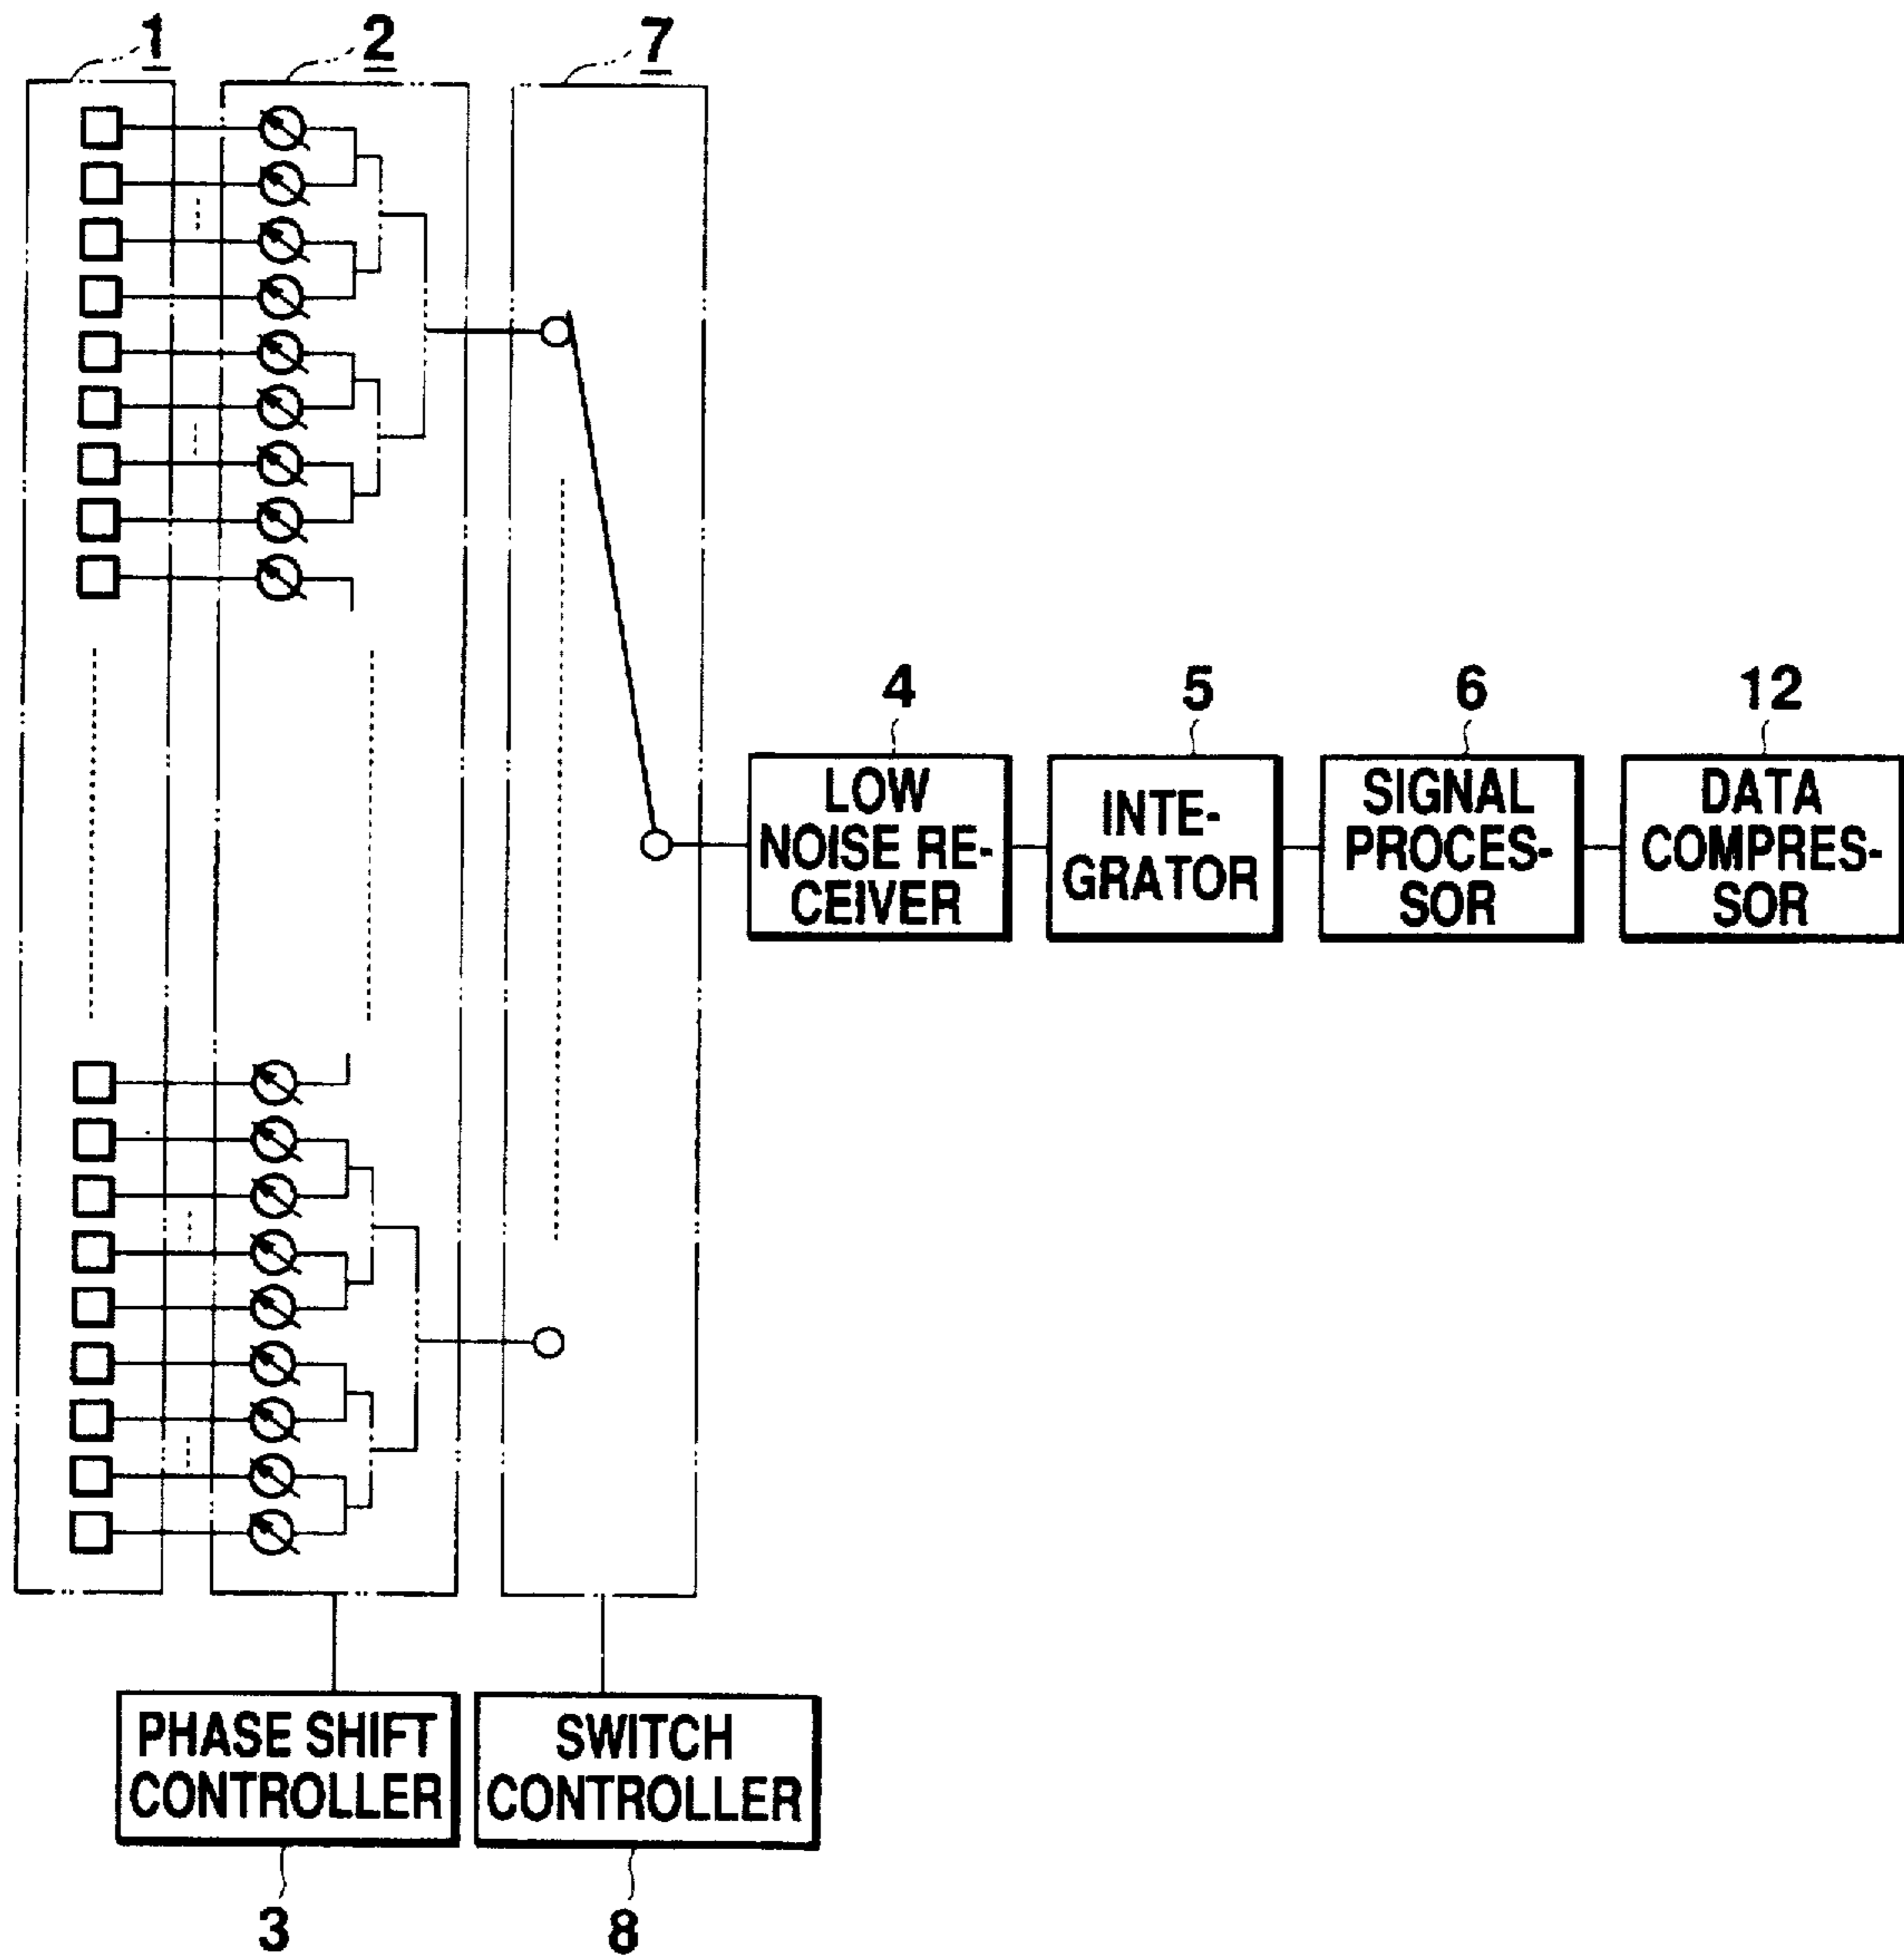 1
2
7
4
5
6
12
LOW
NOISE RE-
CEIVER
INTE-
GRATOR
SIGNAL
PROCES-
SOR
DATA
COMPRES-
SOR
PHASE SHIFT
CONTROLLER
SWITCH
CONTROLLER
3
8